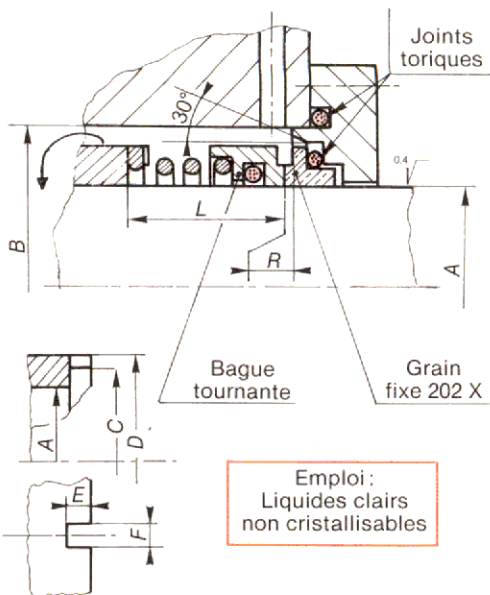 Joints
toriques
30°
0,4
L
B
R
A
Bague
tournante
Grain
fixe 202 X
A
C
D
E
F
Emploi :
Liquides clairs
non cristallisables